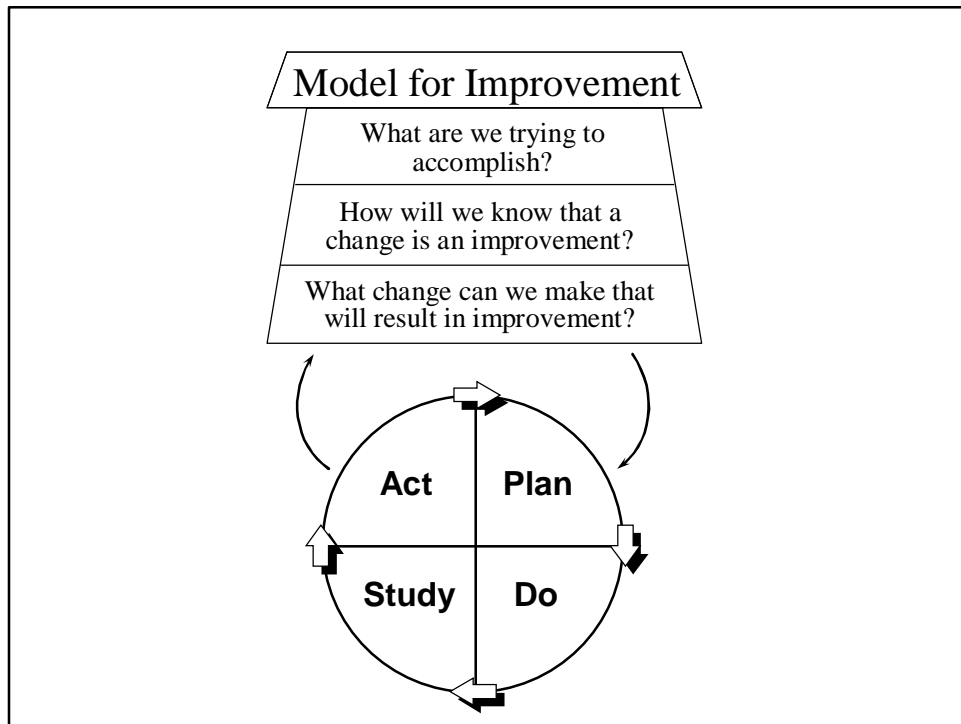 Model for Improvement
What are we trying to
accomplish?
How will we know that a
change is an improvement?
What change can we make that
will result in improvement?
Act
Plan
Study
Do